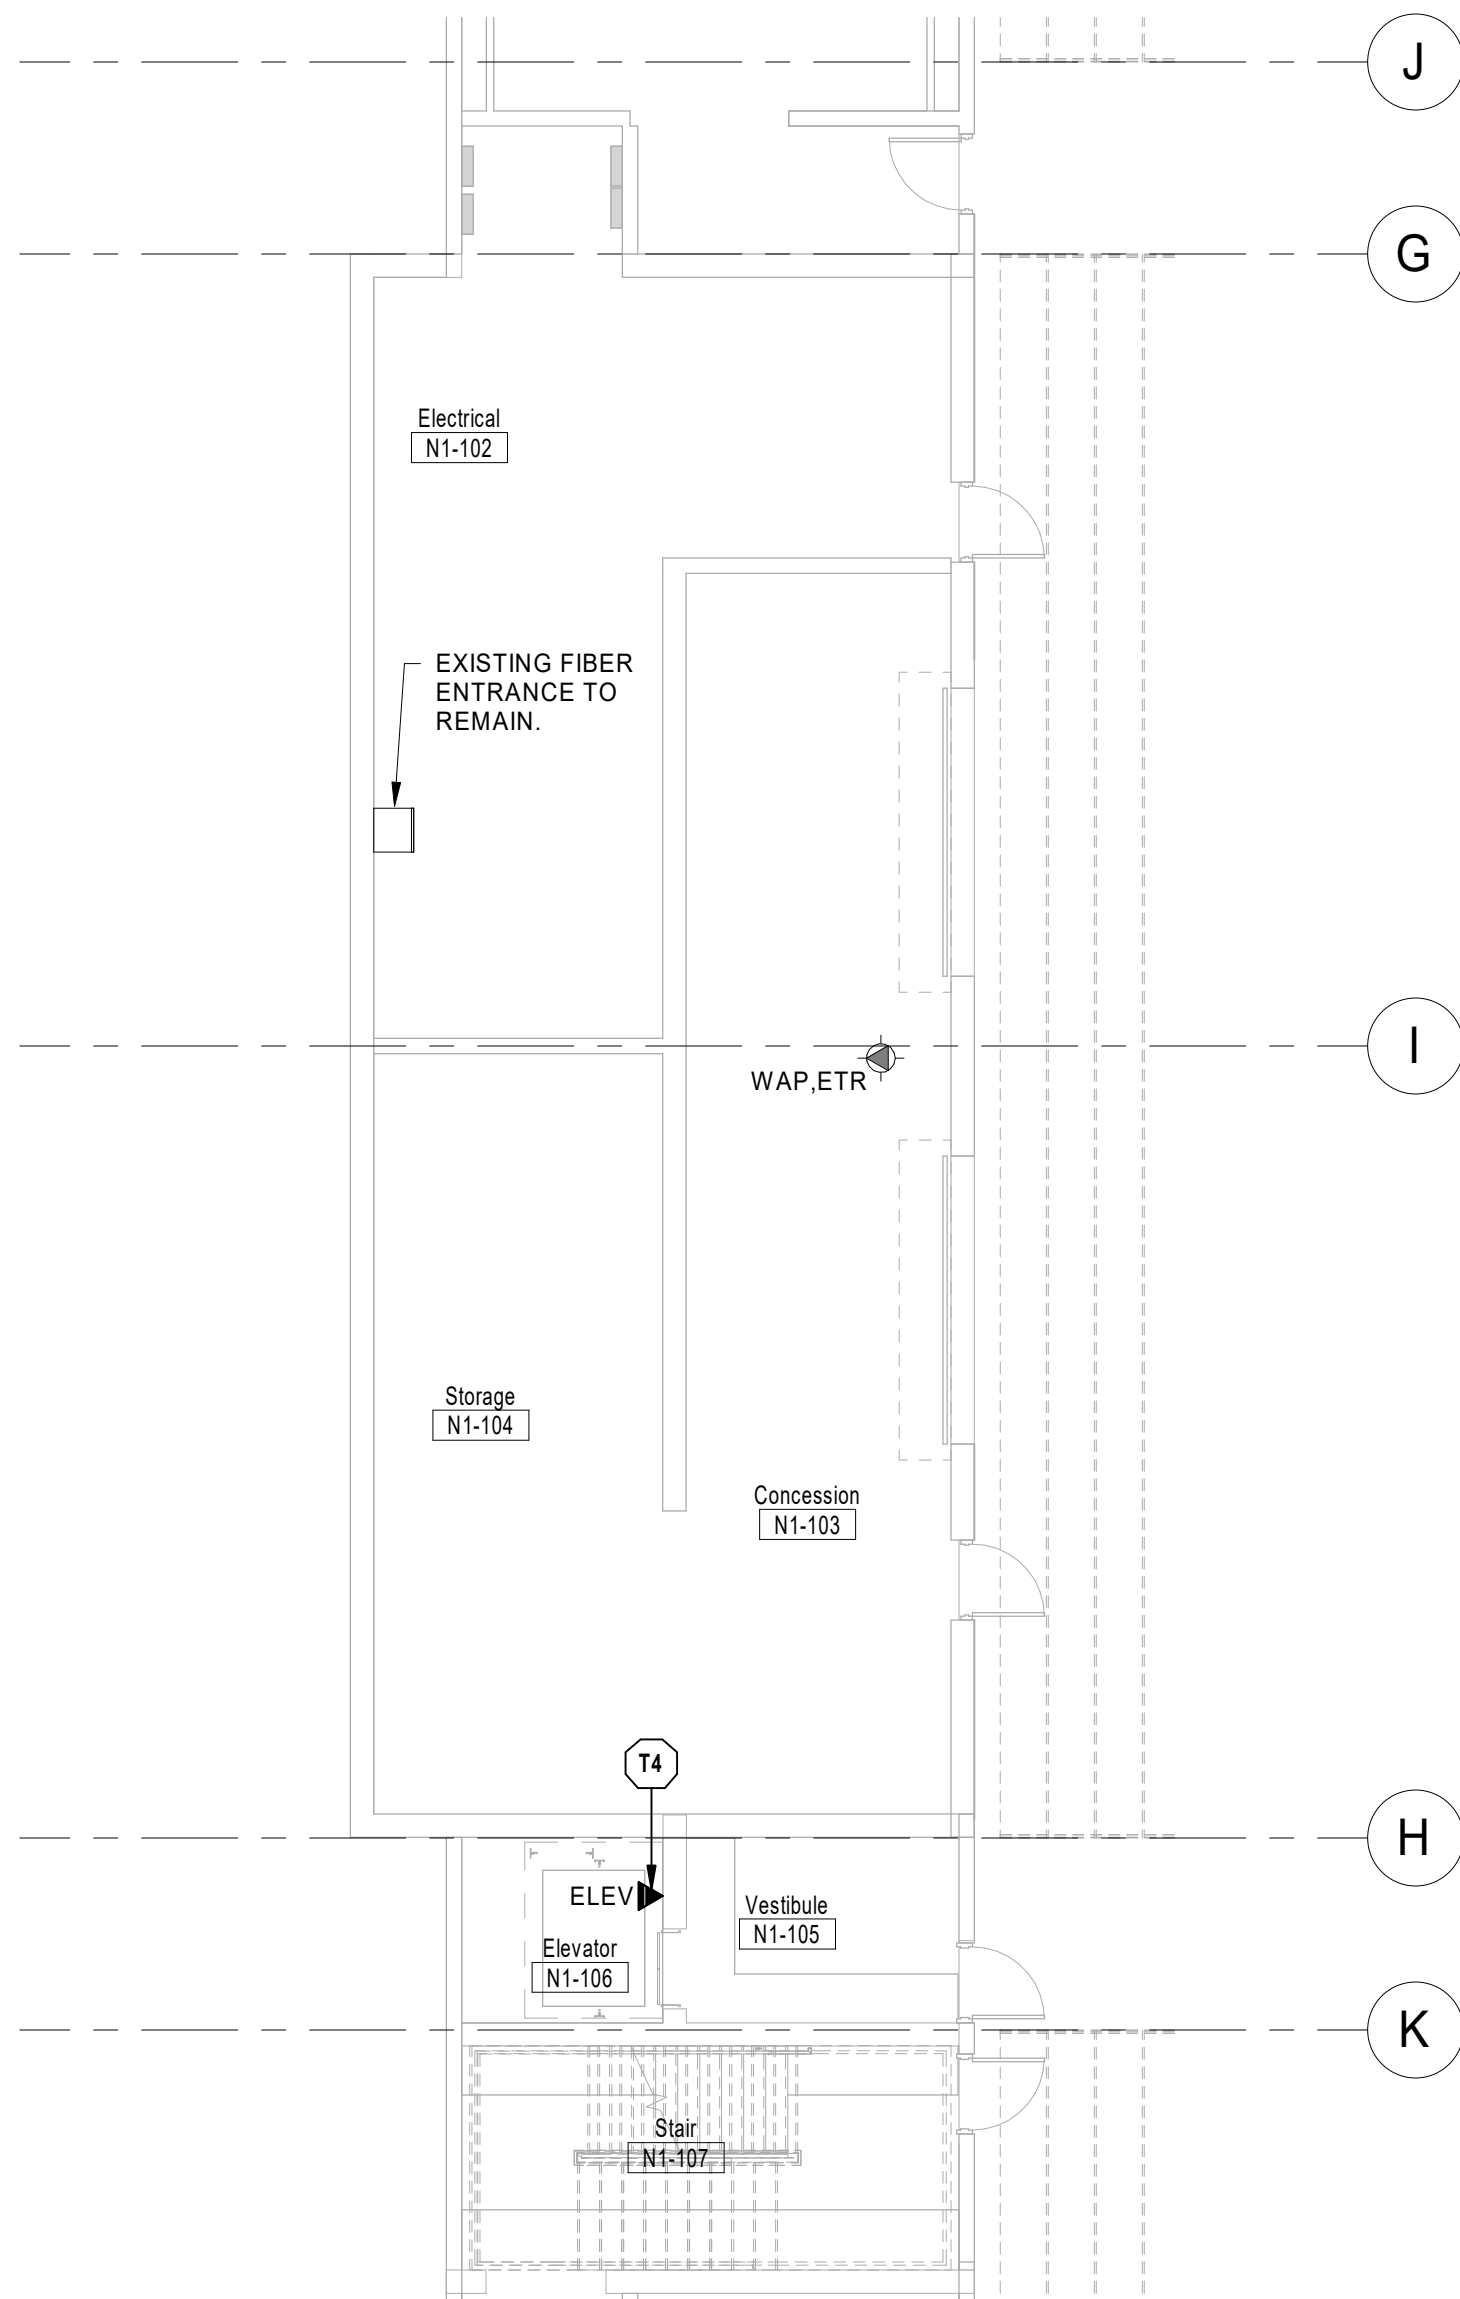 J
G
Electrical
N1-102
EXISTING FIBER
ENTRANCE TO
REMAIN.
I
WAP,ETR
Storage
N1-104
Concession
N1-103
T4
H
ELEV
Vestibule
N1-105
Elevator
N1-106
K
Stair
N1-107